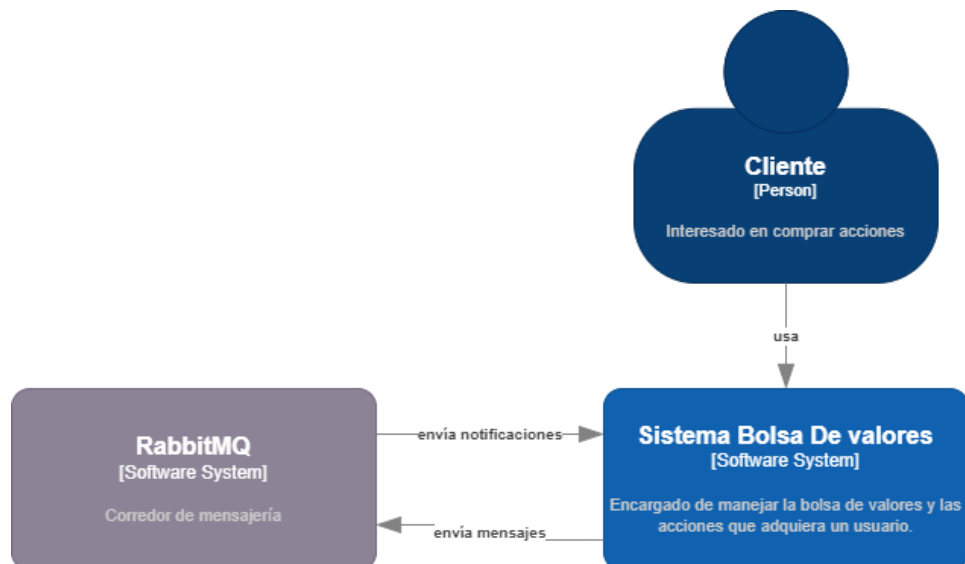 Cliente
[Person]
Interesado en comprar acciones
usa
RabbitMQ
[Software System]
Corredor de mensajería
envía notificaciones
envía mensajes
Sistema Bolsa De valores
[Software System]
Encargado de manejar la bolsa de valores y las
acciones que adquiera un usuario.